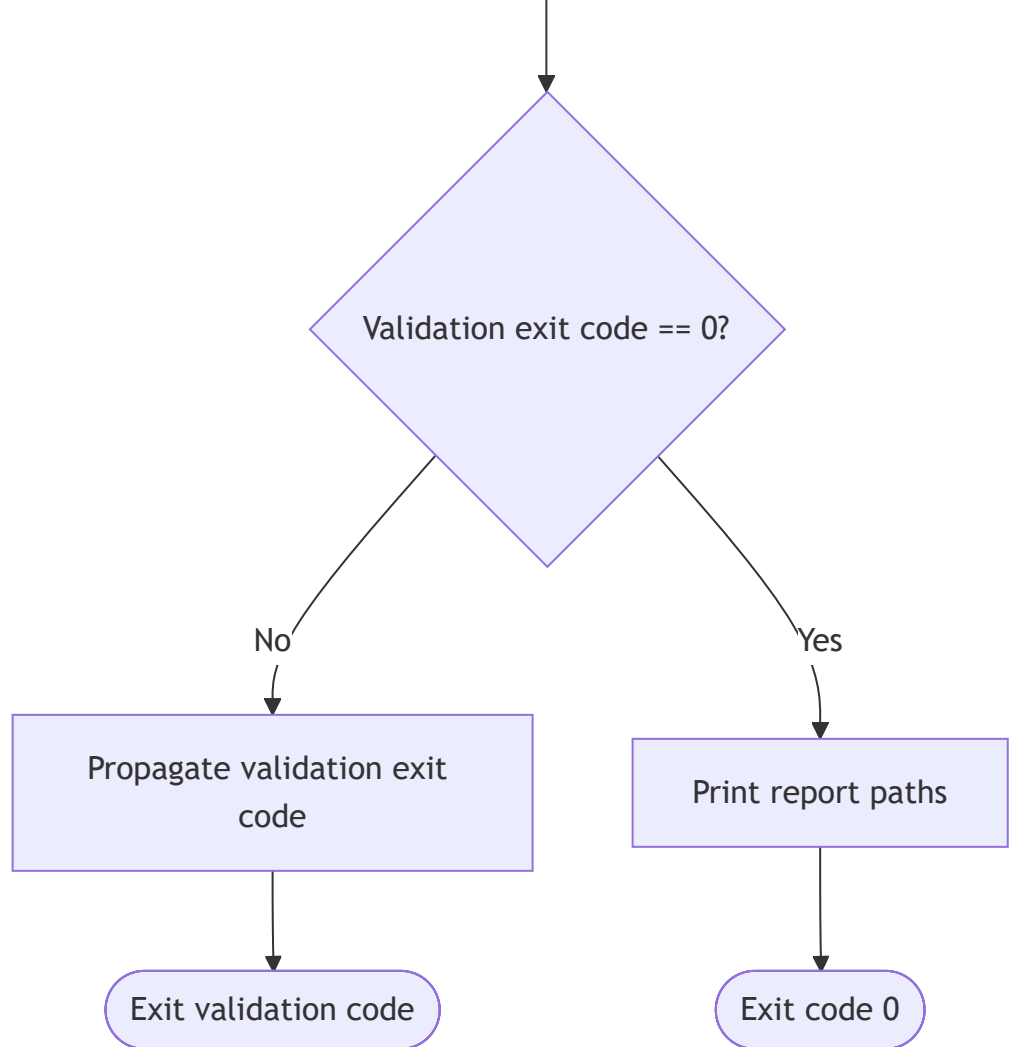 Validation exit code == 0?
No
Yes
Propagate validation exit
code
Print report paths
Exit validation code
Exit code 0